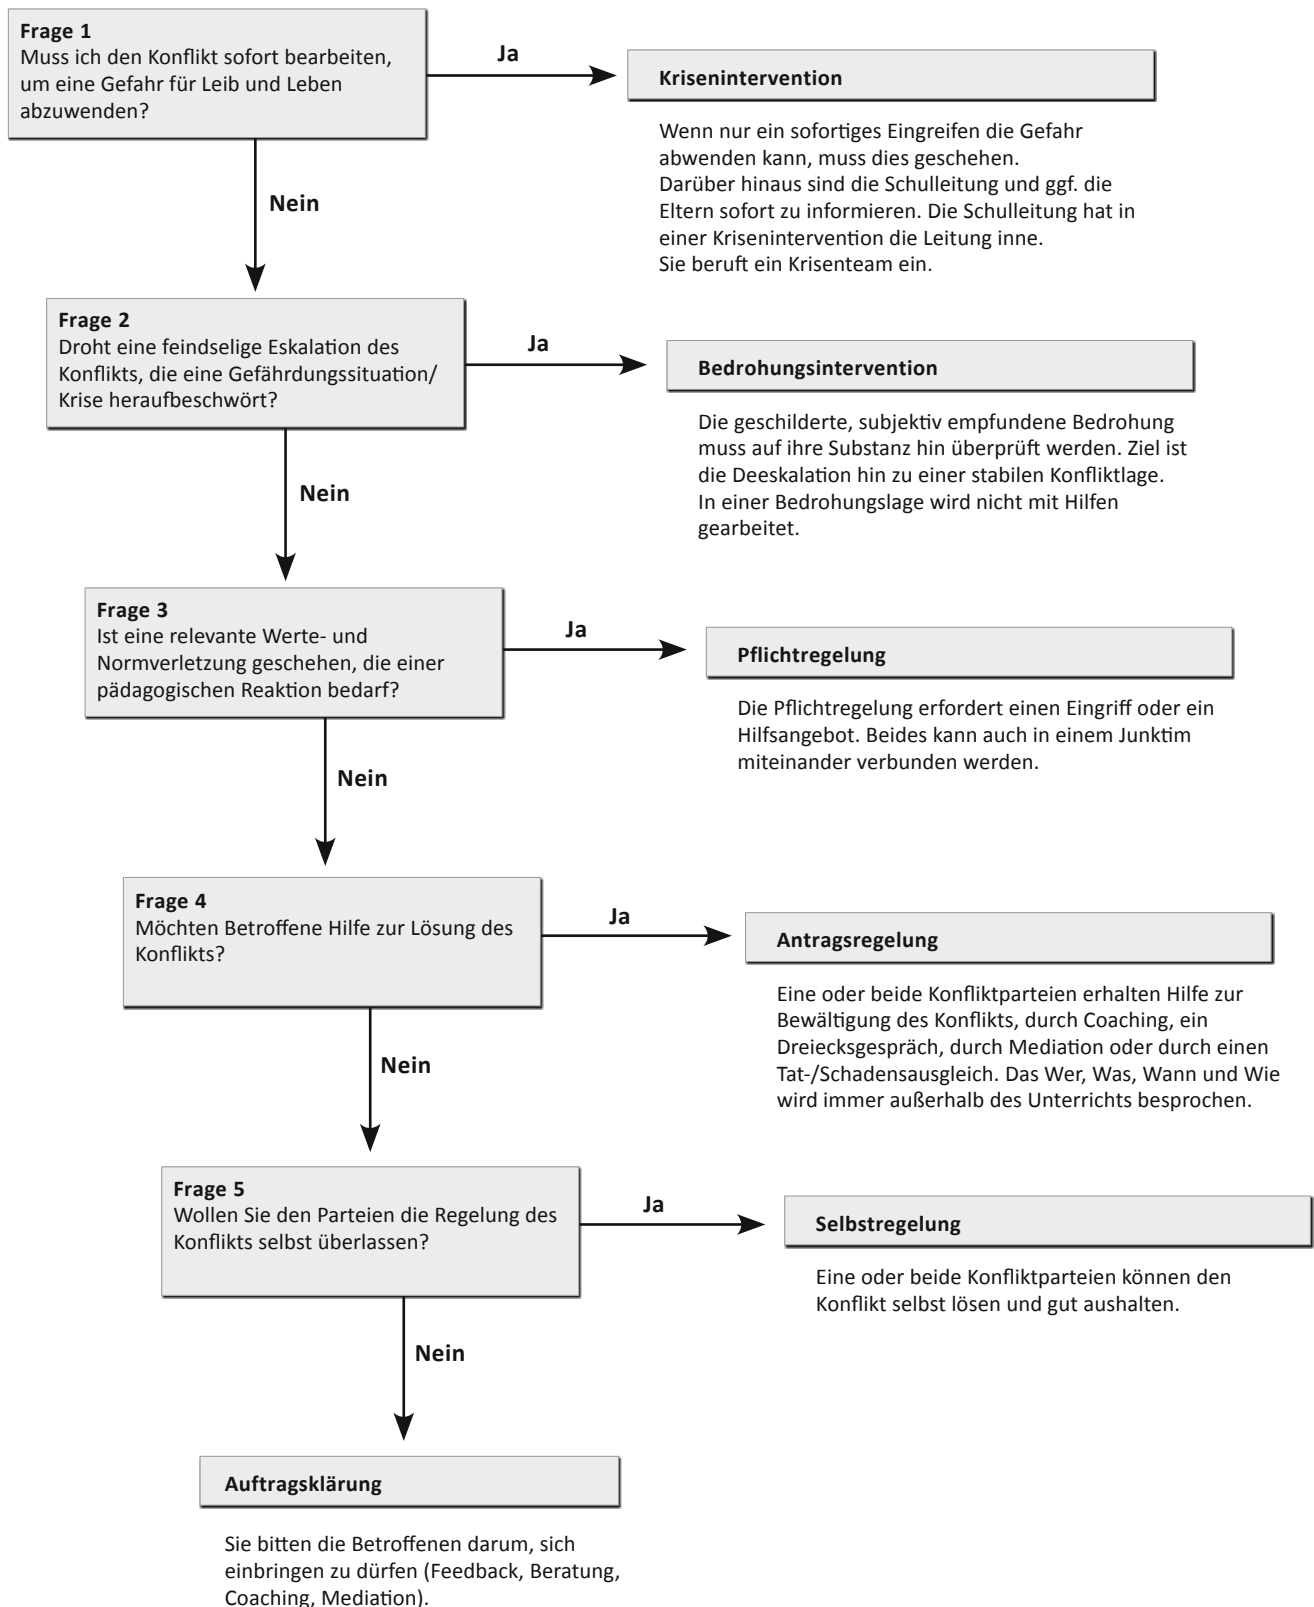 Frage 1
Muss ich den Konflikt sofort bearbeiten,
um eine Gefahr für Leib und Leben
abzuwenden?
Ja
Krisenintervention
Wenn nur ein sofortiges Eingreifen die Gefahr
abwenden kann, muss dies geschehen.
Darüber hinaus sind die Schulleitung und ggf. die
Eltern sofort zu informieren. Die Schulleitung hat in
einer Krisenintervention die Leitung inne.
Sie beruft ein Krisenteam ein.
Nein
Frage 2
Droht eine feindselige Eskalation des
Konflikts, die eine Gefährdungssituation/
Krise heraufbeschwört?
Ja
Bedrohungsintervention
Die geschilderte, subjektiv empfundene Bedrohung
muss auf ihre Substanz hin überprüft werden. Ziel ist
die Deeskalation hin zu einer stabilen Konfliktlage.
In einer Bedrohungslage wird nicht mit Hilfen
gearbeitet.
Nein
Frage 3
Ist eine relevante Werte- und
Normverletzung geschehen, die einer
pädagogischen Reaktion bedarf?
Ja
Pflichtregelung
Die Pflichtregelung erfordert einen Eingriff oder ein
Hilfsangebot. Beides kann auch in einem Junktim
miteinander verbunden werden.
Nein
Frage 4
Möchten Betroffene Hilfe zur Lösung des
Konflikts?
Ja
Antragsregelung
Eine oder beide Konfliktparteien erhalten Hilfe zur
Bewältigung des Konflikts, durch Coaching, ein
Dreiecksgespräch, durch Mediation oder durch einen
Tat-/Schadensausgleich. Das Wer, Was, Wann und Wie
wird immer außerhalb des Unterrichts besprochen.
Nein
Frage 5
Wollen Sie den Parteien die Regelung des
Konflikts selbst überlassen?
Ja
Selbstregelung
Eine oder beide Konfliktparteien können den
Konflikt selbst lösen und gut aushalten.
Nein
Auftragsklärung
Sie bitten die Betroffenen darum, sich
einbringen zu dürfen (Feedback, Beratung,
Coaching, Mediation).